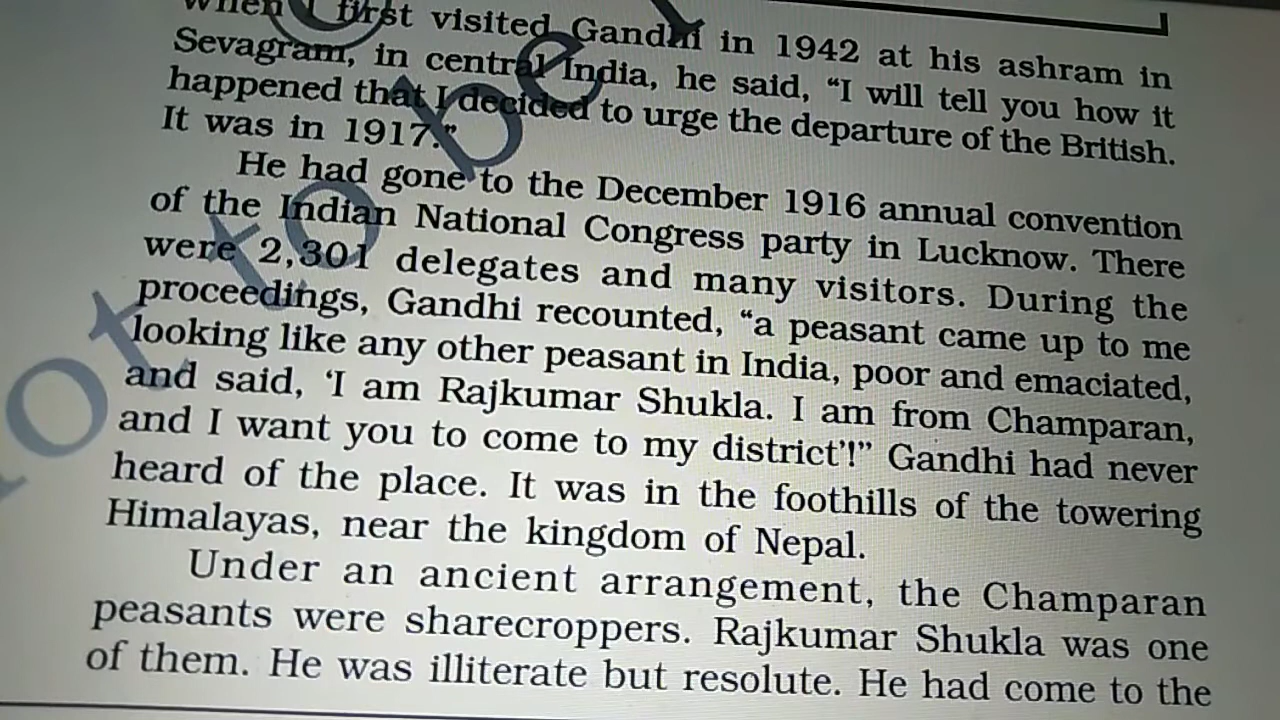 When I first visited Gandhi in 1942 at his ashram in
Sevagram, in central India, he said, “I will tell you how it
happened that I decided to urge the departure of the British.
It was in 1917.”
He had gone to the December 1916 annual convention
of the Indian National Congress party in Lucknow. There
were 2,301 delegates and many visitors. During the
proceedings, Gandhi recounted, “a peasant came up to me
looking like any other peasant in India, poor and emaciated,
and said, ‘I am Rajkumar Shukla. I am from Champaran,
and I want you to come to my district’!” Gandhi had never
heard of the place. It was in the foothills of the towering
Himalayas, near the kingdom of Nepal.
Under an ancient arrangement, the Champaran
peasants were sharecroppers. Rajkumar Shukla was one
of them. He was illiterate but resolute. He had come to the